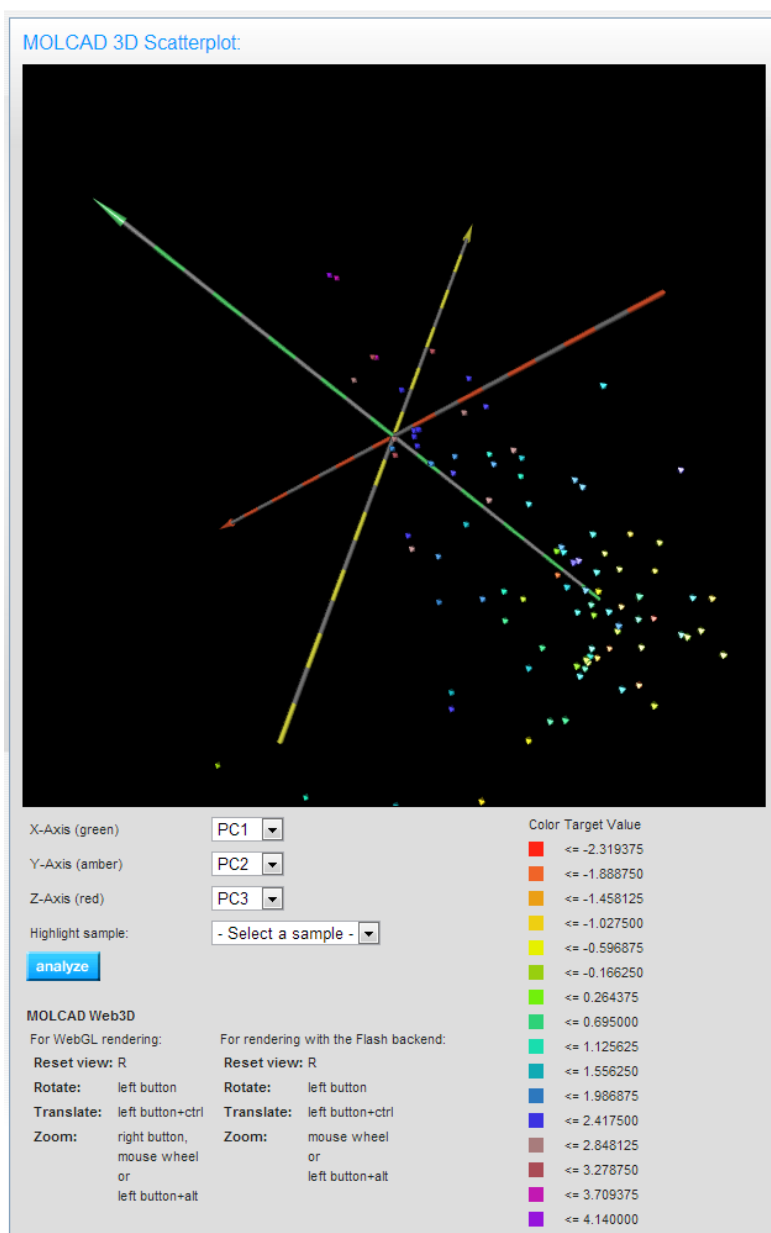 MOLCAD 3D Scatterplot:
X-Axis (green) PC1
Y-Axis (amber) PC2
Z-Axis (red) PC3
Highlight sample: - Select a sample -
analyze
MOLCAD Web3D
For WebGL rendering: For rendering with the Flash backend:
Reset view: R Reset view: R
Rotate: left button Rotate: left button
Translate: left button+ctrl Translate: left button+ctrl
Zoom: right button, Zoom: mouse wheel
mouse wheel or
or left button+alt
left button+alt
Color Target Value
<= -2.319375
<= -1.888750
<= -1.458125
<= -1.027500
<= -0.596875
<= -0.166250
<= 0.264375
<= 0.695000
<= 1.125625
<= 1.556250
<= 1.986875
<= 2.417500
<= 2.848125
<= 3.278750
<= 3.709375
<= 4.140000